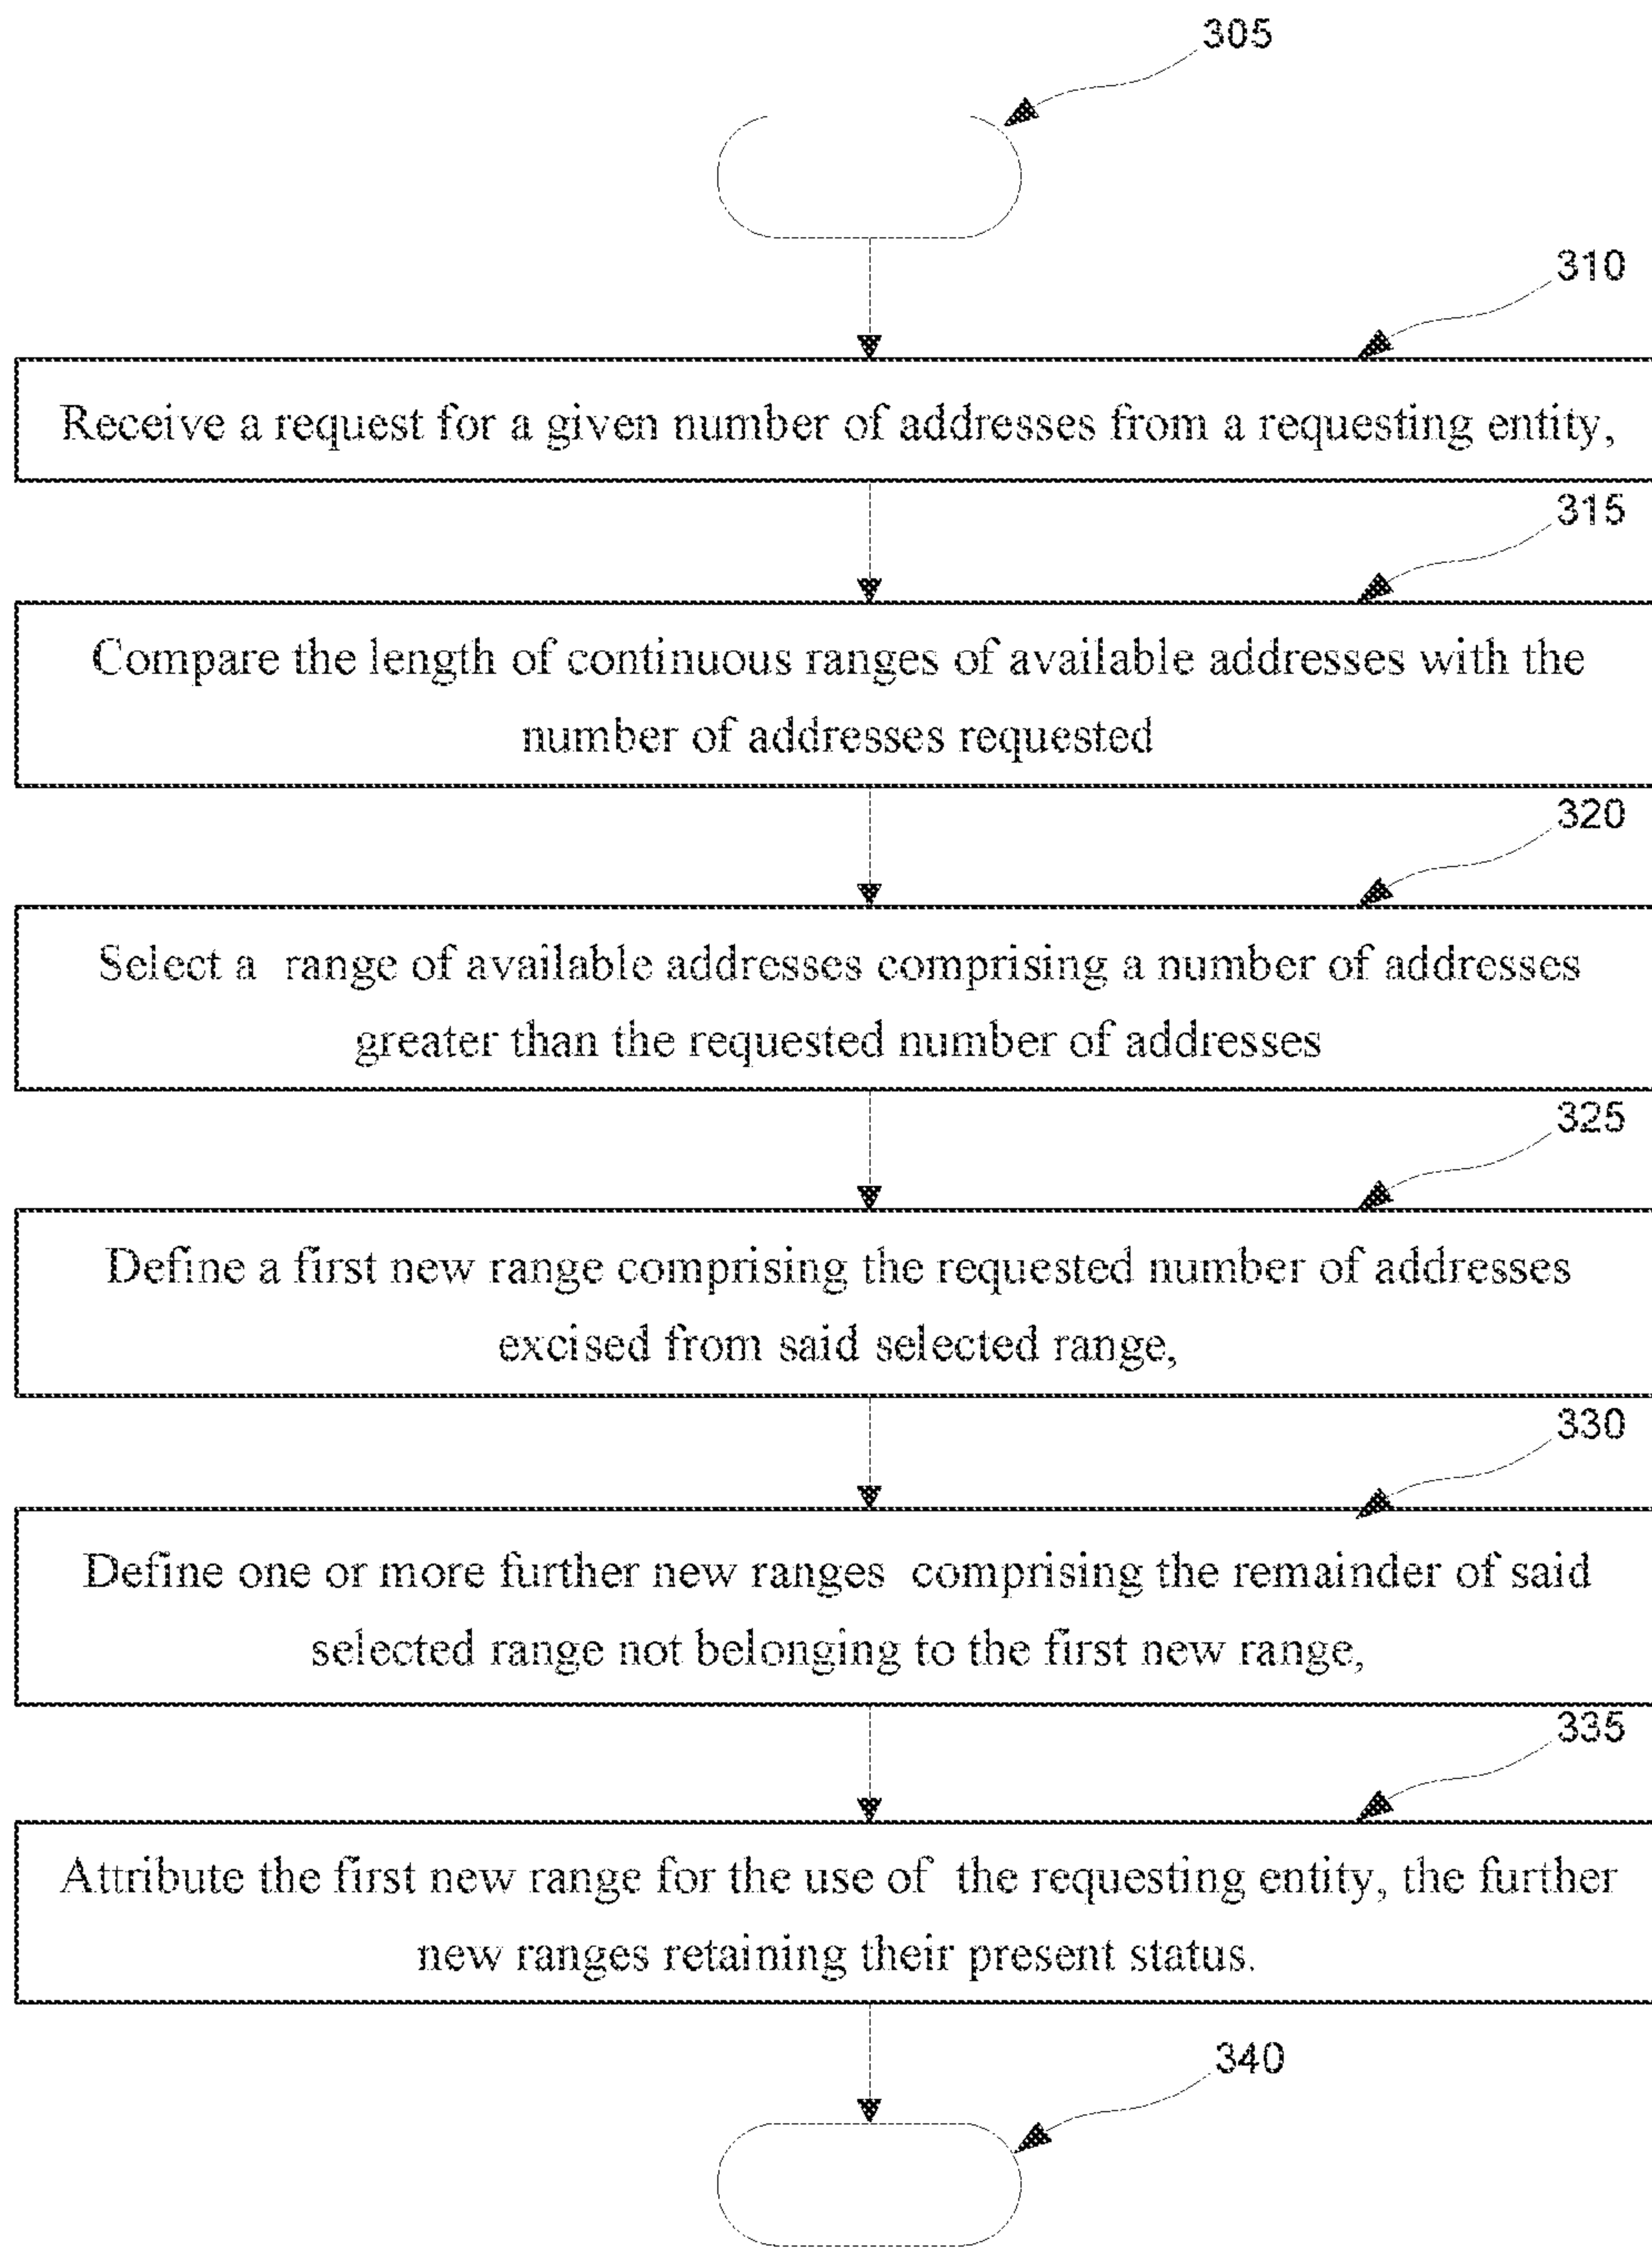 305
310
Receive a request for a given number of addresses from a requesting entity,
315
Compare the length of continuous ranges of available addresses with the
number of addresses requested
320
Select a range of available addresses comprising a number of addresses
greater than the requested number of addresses
325
Define a first new range comprising the requested number of addresses
excised from said selected range,
330
Define one or more further new ranges comprising the remainder of said
selected range not belonging to the first new range,
335
Attribute the first new range for the use of the requesting entity, the further
new ranges retaining their present status.
340